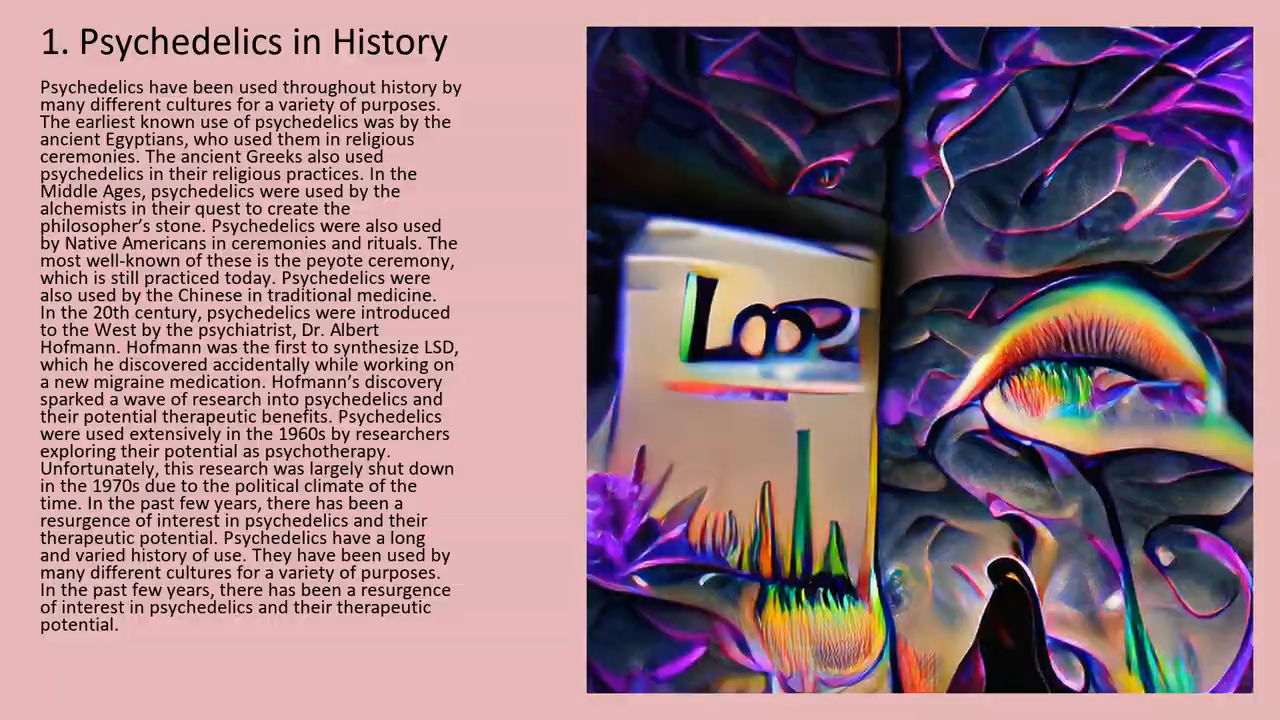 1. Psychedelics in History
Psychedelics have been used throughout history by
many different cultures for a variety of purposes.
The earliest known use of psychedelics was by the
ancient Egyptians, who used them in religious
ceremonies. The ancient Greeks also used
psychedelics in their religious practices. In the
Middle Ages, psychedelics were used by the
alchemists in their quest to create the
philosopher's stone. Psychedelics were also used
by Native Americans in ceremonies and rituals. The
most well-known of these is the peyote ceremony,
which is still practiced today. Psychedelics were
also used by the Chinese in traditional medicine.
In the 20th century, psychedelics were introduced
to the West by the psychiatrist, Dr. Albert
Hofmann. Hofmann was the first to synthesize LSD,
which he discovered accidentally while working on
a new migraine medication. Hofmann's discovery
sparked a wave of research into psychedelics and
their potential therapeutic benefits. Psychedelics
were used extensively in the 1960s by researchers
exploring their potential as psychotherapy.
Unfortunately, this research was largely shut down
in the 1970s due to the political climate of the
time. In the past few years, there has been a
resurgence of interest in psychedelics and their
therapeutic potential. Psychedelics have a long
and varied history of use. They have been used by
many different cultures for a variety of purposes.
In the past few years, there has been a resurgence
of interest in psychedelics and their therapeutic
potential.